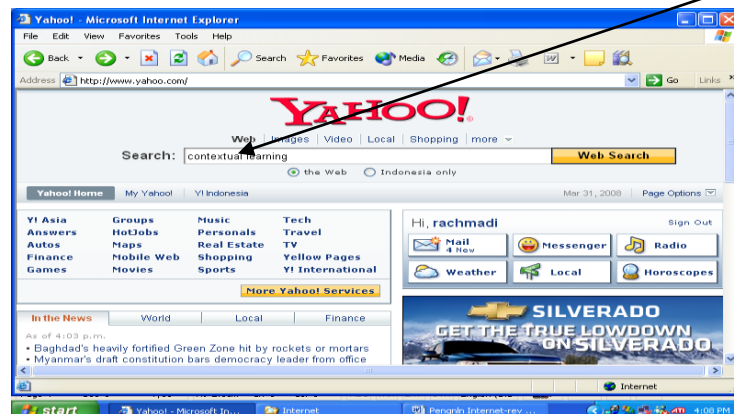 Yahoo! - Microsoft Internet Explorer
File Edit View Favorites Tools Help
Back Search Favorites Media
Address http://www.yahoo.com/ Go Links
YAHOO!
Web Images Video Local Shopping more
Search: contextual learning Web Search
the Web Indonesia only
Yahoo! Home My Yahoo! Y! Indonesia Mar 31, 2008 Page Options
Y! Asia Groups Music Tech
Answers HotJobs Personals Travel
Autos Maps Real Estate TV
Finance Mobile Web Shopping Yellow Pages
Games Movies Sports Y! International
More Yahoo! Services
Hi, rachmadi Sign Out
Mail 4 New Messenger Radio
Weather Local Horoscopes
In the News World Local Finance
As of 4:03 p.m.
• Baghdad's heavily fortified Green Zone hit by rockets or mortars
• Myanmar's draft constitution bars democracy leader from office
SILVERADO
GET THE TRUE LOWDOWN
ON SILVERADO
Internet
start Yahoo! - Microsoft In... Internet Pengnln Internet-rev ... 4:08 PM